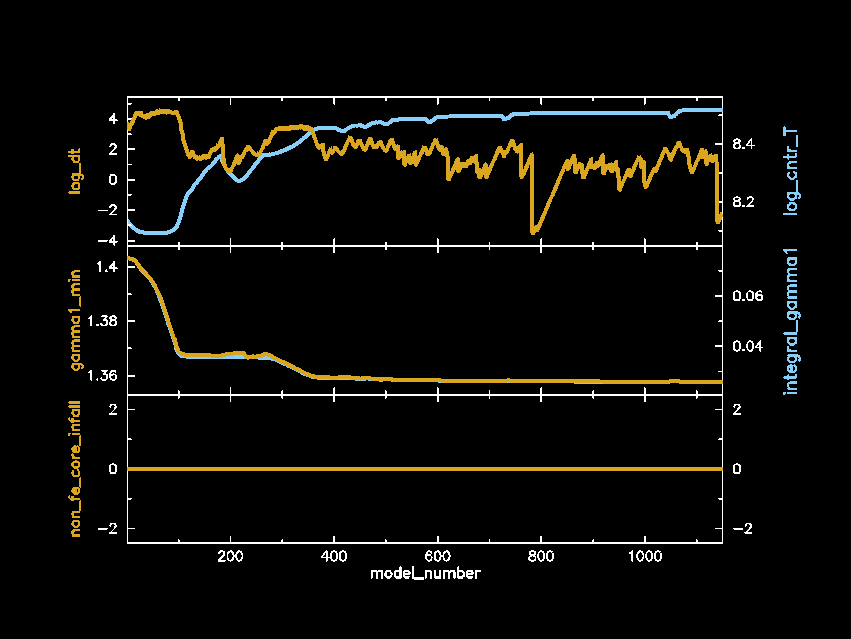 log_dt
4
2
0
−2
−4
8.4
8.2
log_cntr_T
gamma1_min
1.4
1.38
1.36
0.06
0.04
integral_gamma1
non_fe_core_infall
2
0
−2
2
0
−2
200 400 600 800 1000
model_number